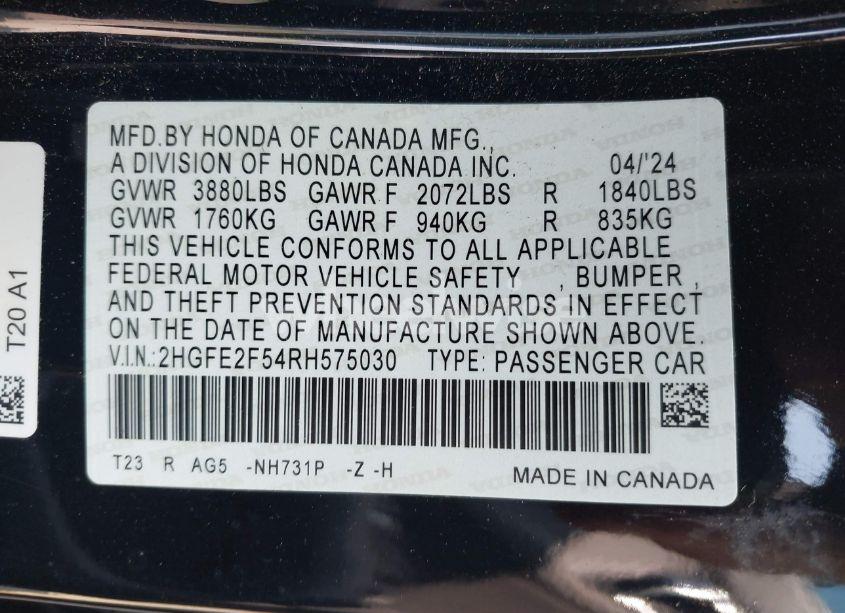 MFD.BY HONDA OF CANADA MFG.,
A DIVISION OF HONDA CANADA INC. 04/'24
GVWR 3880LBS GAWR F 2072LBS R 1840LBS
GVWR 1760KG GAWR F 940KG R 835KG
THIS VEHICLE CONFORMS TO ALL APPLICABLE
FEDERAL MOTOR VEHICLE SAFETY , BUMPER ,
AND THEFT PREVENTION STANDARDS IN EFFECT
ON THE DATE OF MANUFACTURE SHOWN ABOVE.
V.I.N.:2HGFE2F54RH575030 TYPE: PASSENGER CAR
T23 R AG5 -NH731P -Z -H MADE IN CANADA
T20 A1